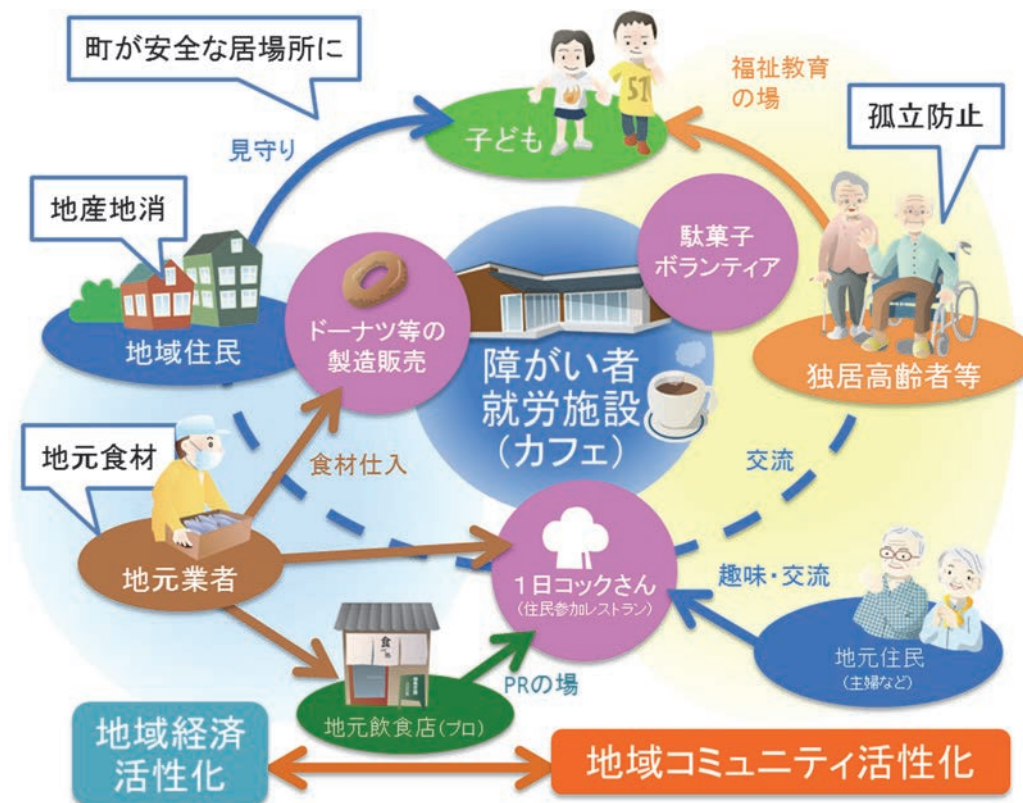 町が安全な居場所に
福祉教育
の場
孤立防止
見守り
子ども
地産地消
駄菓子
ボランティア
ドーナツ等の
製造販売
地域住民
障がい者
就労施設
(カフェ)
独居高齢者等
地元食材
食材仕入
交流
地元業者
1日コックさん
(住民参加レストラン)
趣味・交流
地元住民
(主婦など)
PRの場
地元飲食店(プロ)
地域経済
活性化
地域コミュニティ活性化